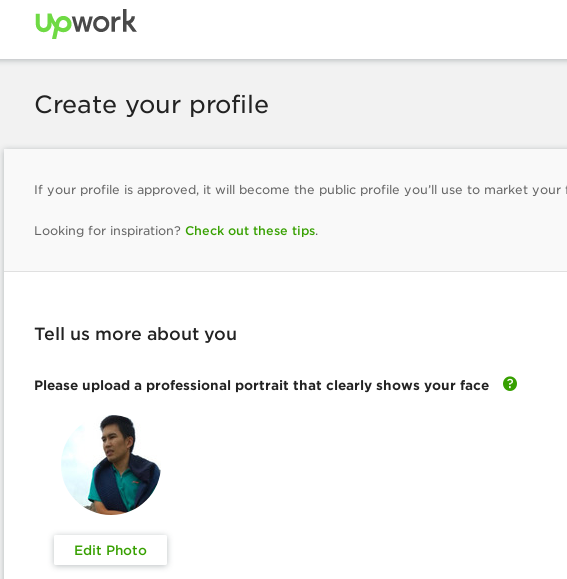 Upwork
Create your profile
If your profile is approved, it will become the public profile you'll use to market your
Looking for inspiration? Check out these tips.
Tell us more about you
Please upload a professional portrait that clearly shows your face ?
Edit Photo